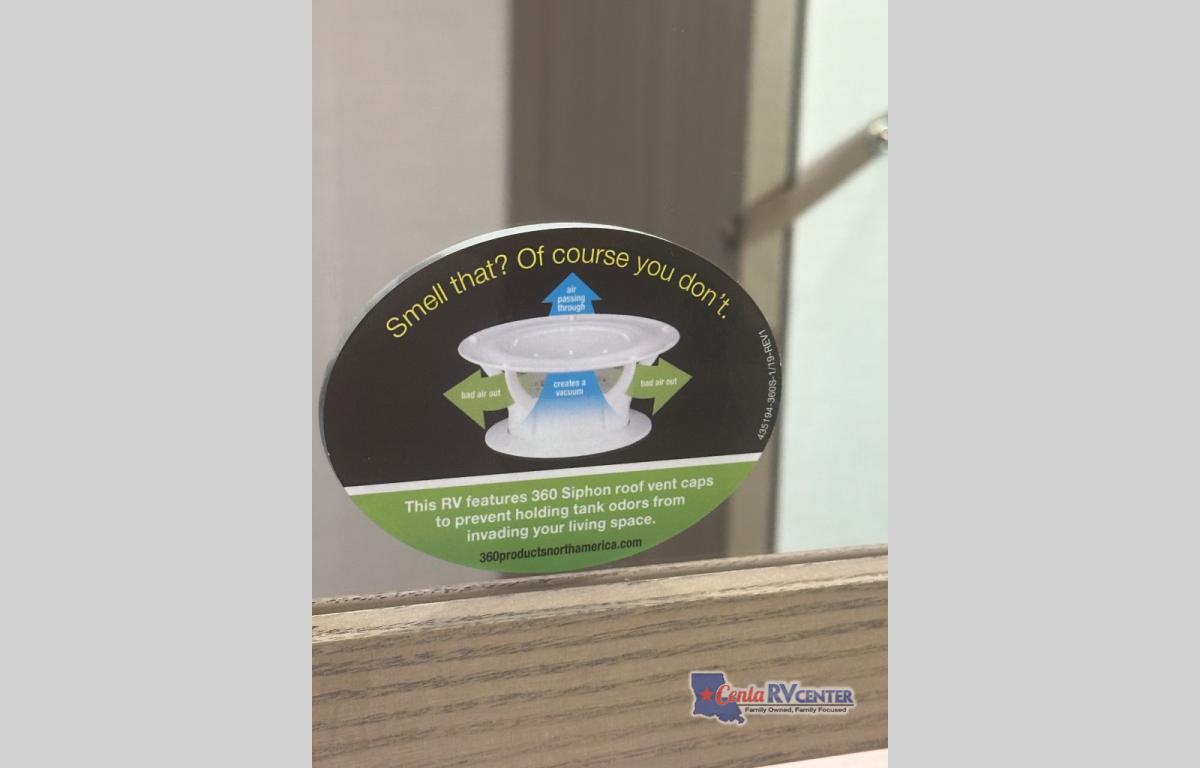 Smell that? Of course you don't.
air
passing
through
bad air out
creates a
vacuum
bad air out
435194-360S-1/19-REV1
This RV features 360 Siphon roof vent caps
to prevent holding tank odors from
invading your living space.
360productsnorthamerica.com
Cenla RV CENTER
Family Owned, Family Focused